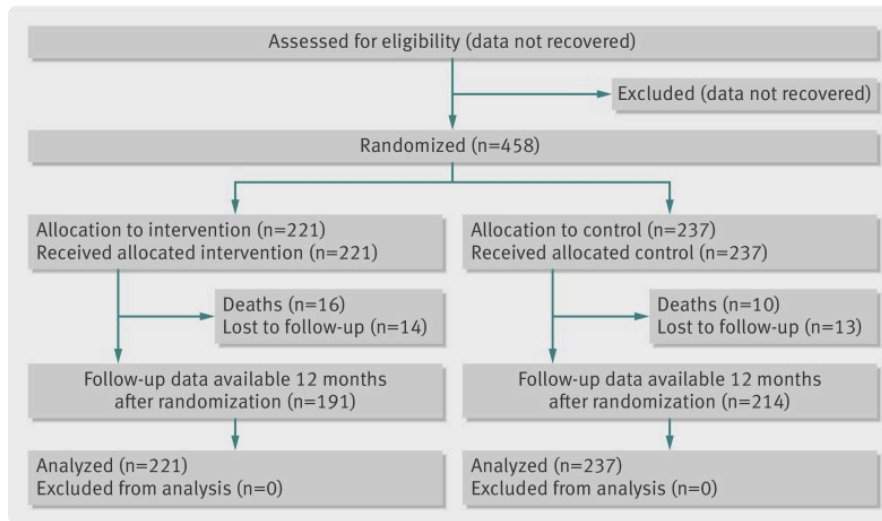 Assessed for eligibility (data not recovered)
Excluded (data not recovered)
Randomized (n=458)
Allocation to intervention (n=221)
Received allocated intervention (n=221)
Allocation to control (n=237)
Received allocated control (n=237)
Deaths (n=16)
Lost to follow-up (n=14)
Deaths (n=10)
Lost to follow-up (n=13)
Follow-up data available 12 months
after randomization (n=191)
Follow-up data available 12 months
after randomization (n=214)
Analyzed (n=221)
Excluded from analysis (n=0)
Analyzed (n=237)
Excluded from analysis (n=0)